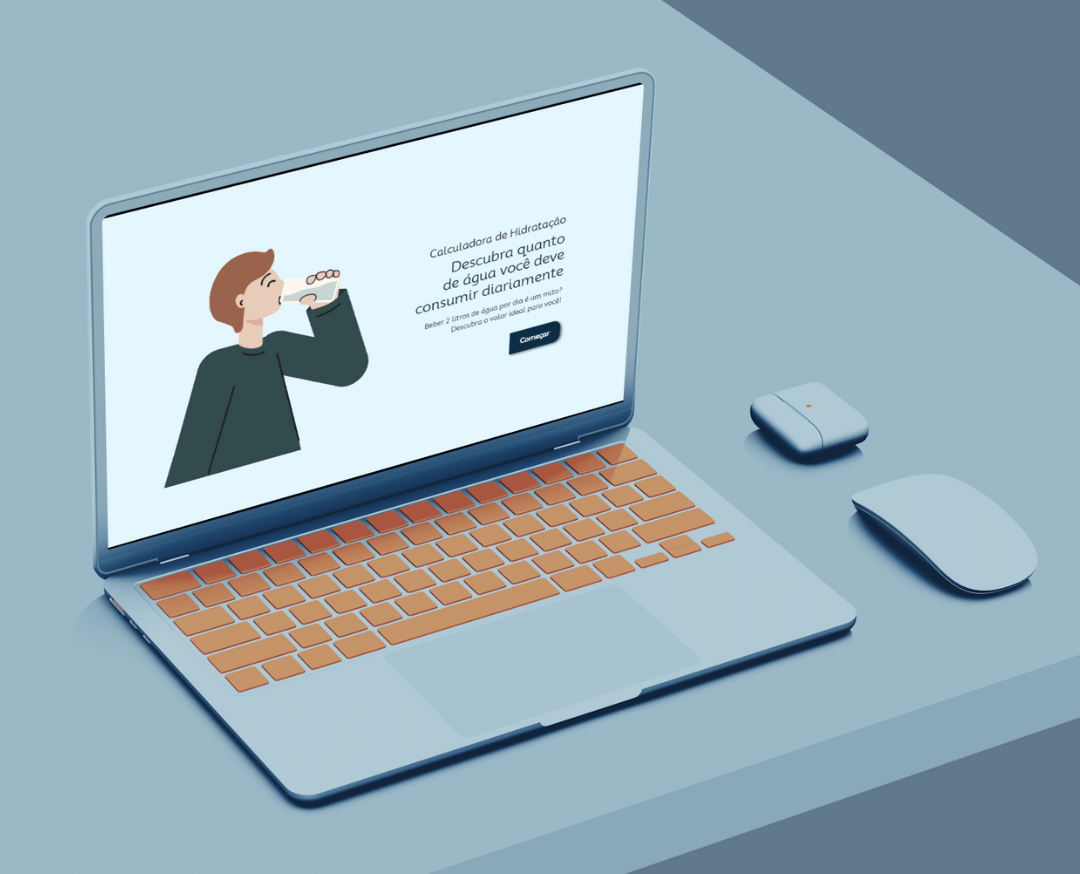 Calculadora de Hidratação
Descubra quanto
de água você deve
consumir diariamente
Beber 2 litros de água por dia é um mito?
Descubra o valor ideal para você!
Começar